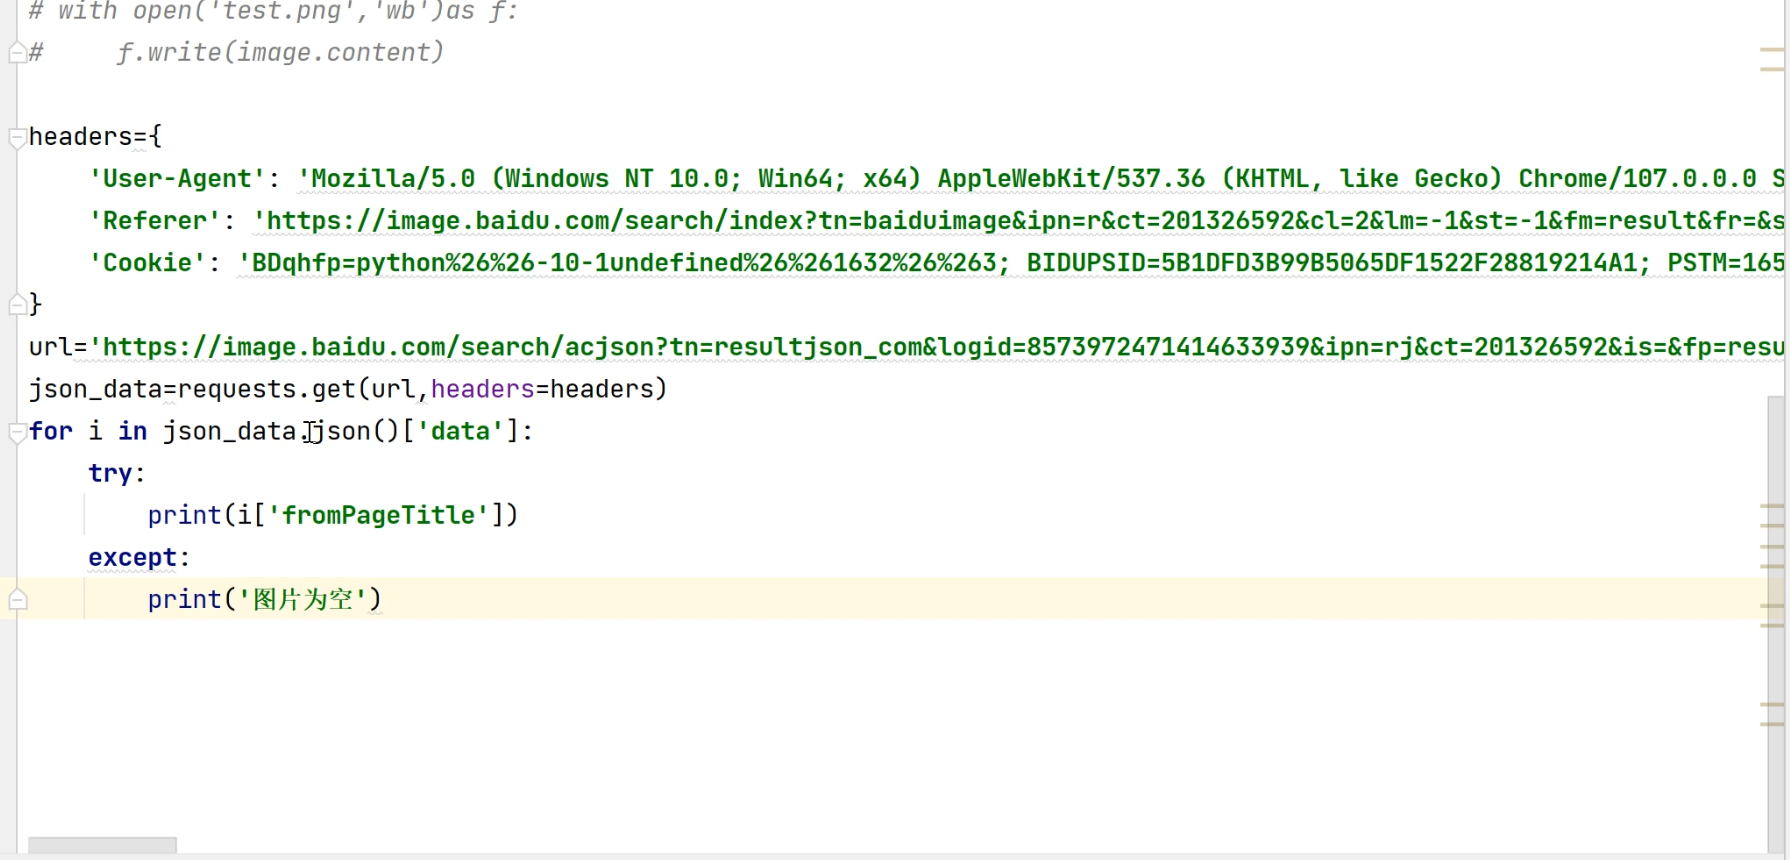 # with open('test.png','wb')as f:
#     f.write(image.content)
headers={
    'User-Agent': 'Mozilla/5.0 (Windows NT 10.0; Win64; x64) AppleWebKit/537.36 (KHTML, like Gecko) Chrome/107.0.0.0 S
    'Referer': 'https://image.baidu.com/search/index?tn=baiduimage&ipn=r&ct=201326592&cl=2&lm=-1&st=-1&fm=result&fr=&s
    'Cookie': 'BDqhfp=python%26%26-10-1undefined%26%261632%26%263; BIDUPSID=5B1DFD3B99B5065DF1522F28819214A1; PSTM=165
}
url='https://image.baidu.com/search/acjson?tn=resultjson_com&logid=8573972471414633939&ipn=rj&ct=201326592&is=&fp=resu
json_data=requests.get(url,headers=headers)
for i in json_data.json()['data']:
    try:
        print(i['fromPageTitle'])
    except:
        print('图片为空')